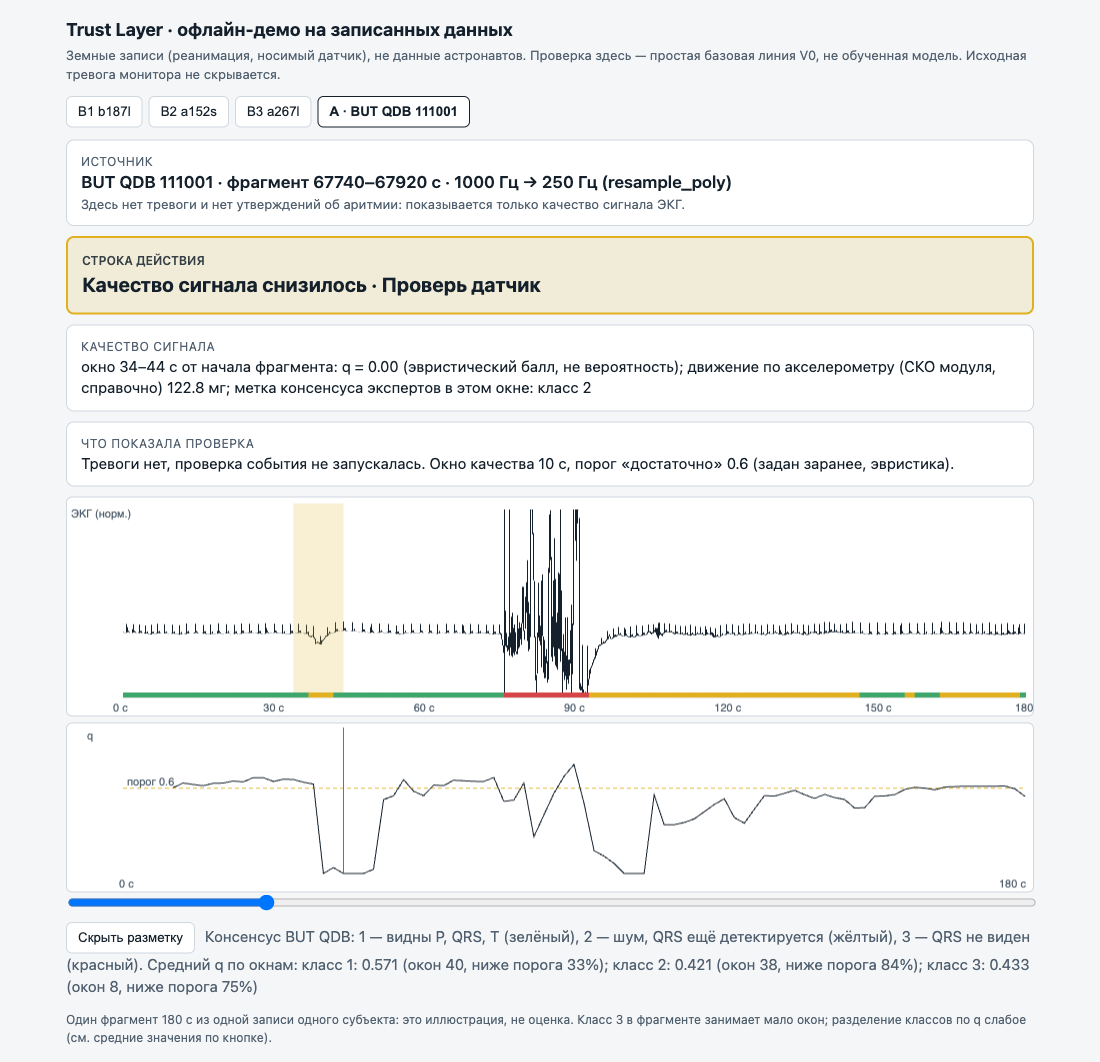 Trust Layer · офлайн-демо на записанных данных
Земные записи (реанимация, носимый датчик), не данные астронавтов. Проверка здесь — простая базовая линия V0, не обученная модель. Исходная
тревога монитора не скрывается.
B1 b187l
B2 a152s
B3 a267l
A · BUT QDB 111001
ИСТОЧНИК
BUT QDB 111001 · фрагмент 67740–67920 с · 1000 Гц → 250 Гц (resample_poly)
Здесь нет тревоги и нет утверждений об аритмии: показывается только качество сигнала ЭКГ.
СТРОКА ДЕЙСТВИЯ
Качество сигнала снизилось · Проверь датчик
КАЧЕСТВО СИГНАЛА
окно 34–44 с от начала фрагмента: q = 0.00 (эвристический балл, не вероятность); движение по акселерометру (СКО модуля,
справочно) 122.8 мг; метка консенсуса экспертов в этом окне: класс 2
ЧТО ПОКАЗАЛА ПРОВЕРКА
Тревоги нет, проверка события не запускалась. Окно качества 10 с, порог «достаточно» 0.6 (задан заранее, эвристика).
ЭКГ (норм.)
0 с 30 с 60 с 90 с 120 с 150 с 180
q
порог 0.6
0 с 180 с
Скрыть разметку
Консенсус BUT QDB: 1 — видны P, QRS, T (зелёный), 2 — шум, QRS ещё детектируется (жёлтый), 3 — QRS не виден
(красный). Средний q по окнам: класс 1: 0.571 (окон 40, ниже порога 33%); класс 2: 0.421 (окон 38, ниже порога 84%); класс 3: 0.433
(окон 8, ниже порога 75%)
Один фрагмент 180 с из одной записи одного субъекта: это иллюстрация, не оценка. Класс 3 в фрагменте занимает мало окон; разделение классов по q слабое
(см. средние значения по кнопке).